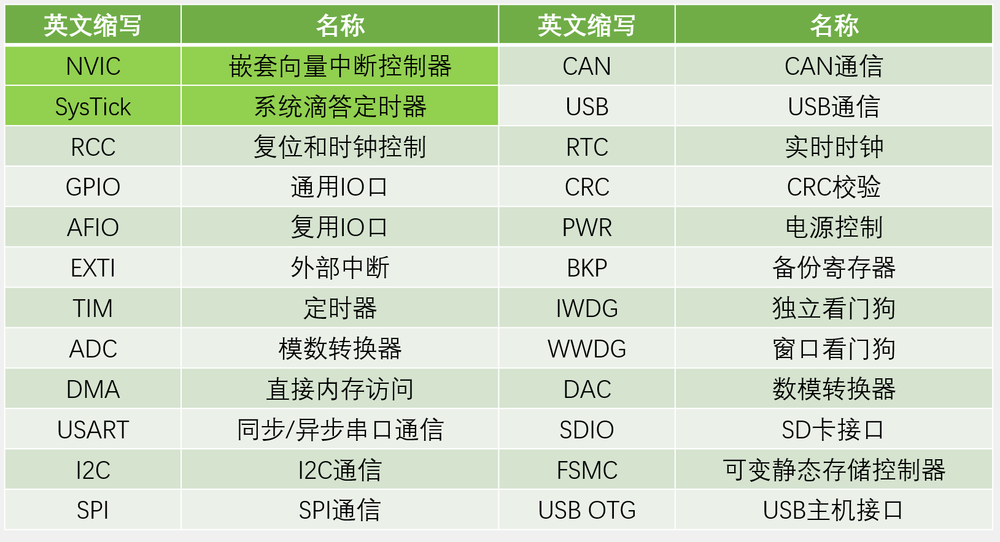 英文缩写 名称 英文缩写 名称
NVIC 嵌套向量中断控制器 CAN CAN通信
SysTick 系统滴答定时器 USB USB通信
RCC 复位和时钟控制 RTC 实时时钟
GPIO 通用IO口 CRC CRC校验
AFIO 复用IO口 PWR 电源控制
EXTI 外部中断 BKP 备份寄存器
TIM 定时器 IWDG 独立看门狗
ADC 模数转换器 WWDG 窗口看门狗
DMA 直接内存访问 DAC 数模转换器
USART 同步/异步串口通信 SDIO SD卡接口
I2C I2C通信 FSMC 可变静态存储控制器
SPI SPI通信 USB OTG USB主机接口